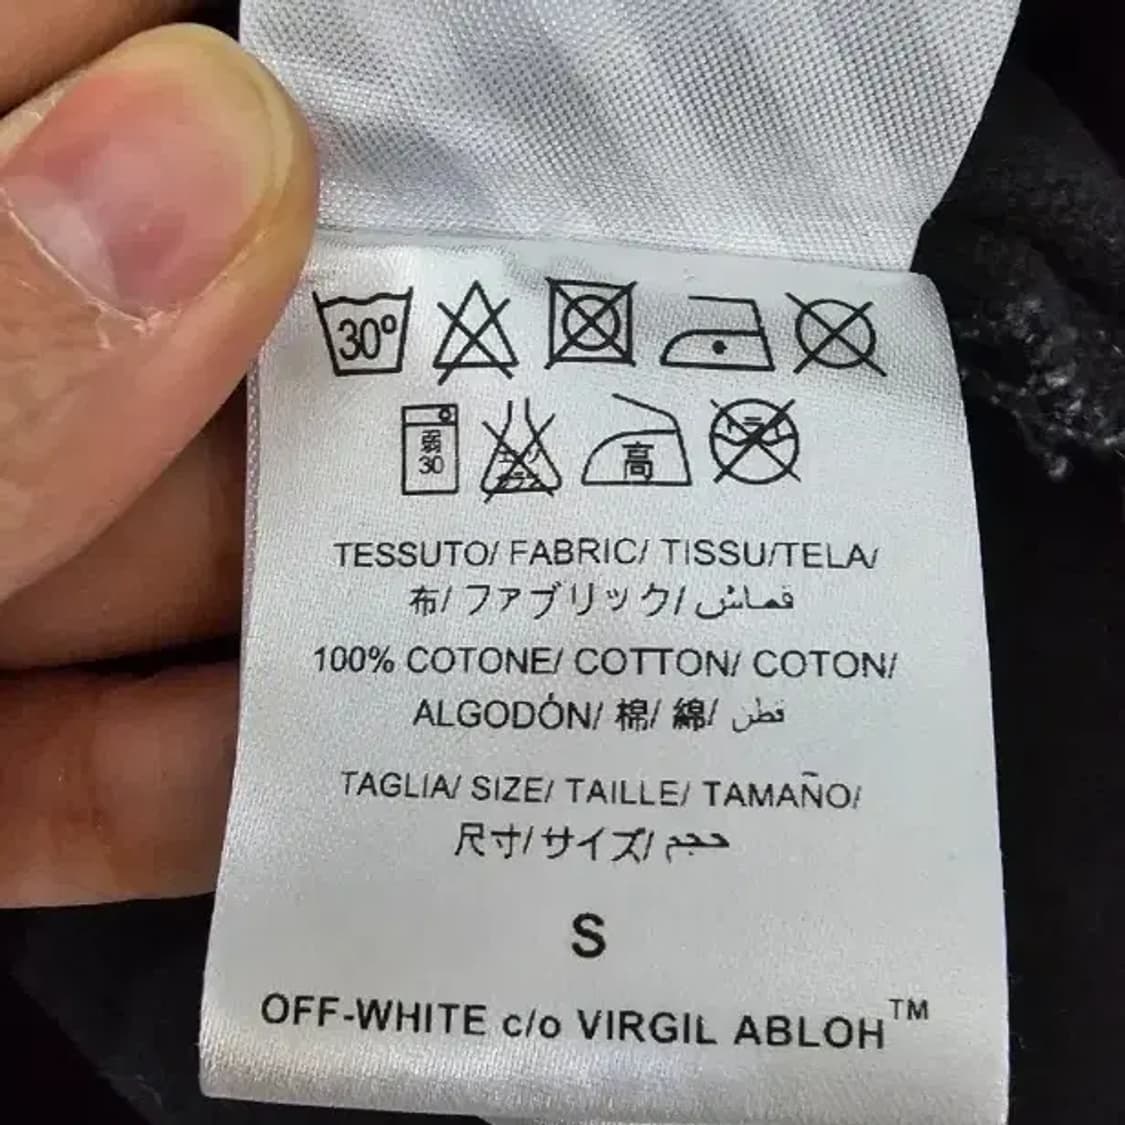 30°
弱
30
高
TESSUTO/ FABRIC/ TISSU/TELA/
布/ファブリック/ قماش
100% COTONE/ COTTON/ COTON/
ALGODÓN/ 棉/ 綿/ قطن
TAGLIA/ SIZE/ TAILLE/ TAMAÑO/
尺寸/サイズ/ حجم
S
OFF-WHITE c/o VIRGIL ABLOH™